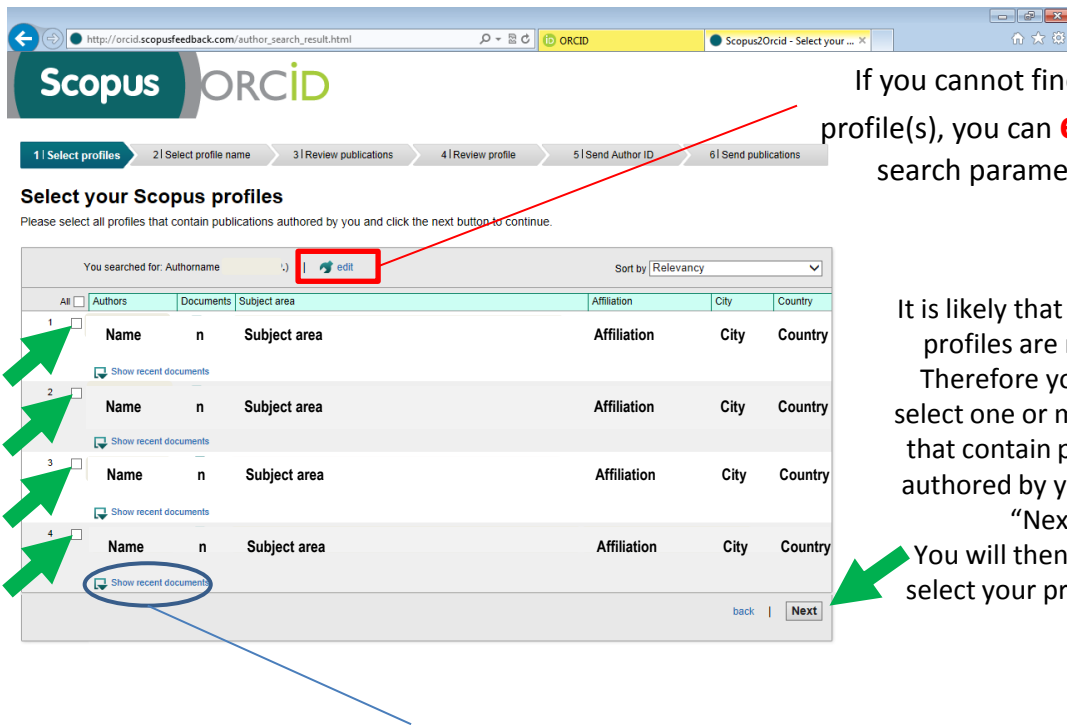 http://orcid.scopusfeedback.com/author_search_result.html
ORCID
Scopus2Orcid - Select your ...
Scopus ORCiD
1 | Select profiles 2 | Select profile name 3 | Review publications 4 | Review profile 5 | Send Author ID 6 | Send publications
Select your Scopus profiles
Please select all profiles that contain publications authored by you and click the next button to continue.
You searched for: Authorname .) | edit Sort by Relevancy
All Authors Documents Subject area Affiliation City Country
1 Name n Subject area Affiliation City Country
Show recent documents
2 Name n Subject area Affiliation City Country
Show recent documents
3 Name n Subject area Affiliation City Country
Show recent documents
4 Name n Subject area Affiliation City Country
Show recent documents
back | Next
If you cannot
profile(s), you can
search
It is likely that
profiles are
Therefore
select one or
that contain
authored by
You will then
select your